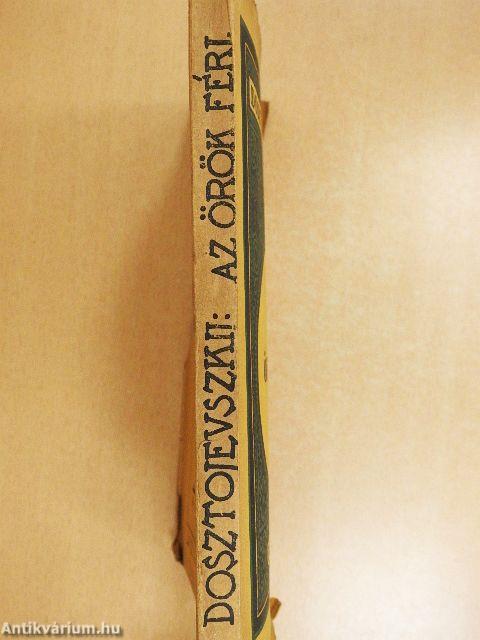 DOSZTOJEVSZKIJ: AZ ÖRÖK FÉRJ.
Antikvárium.hu